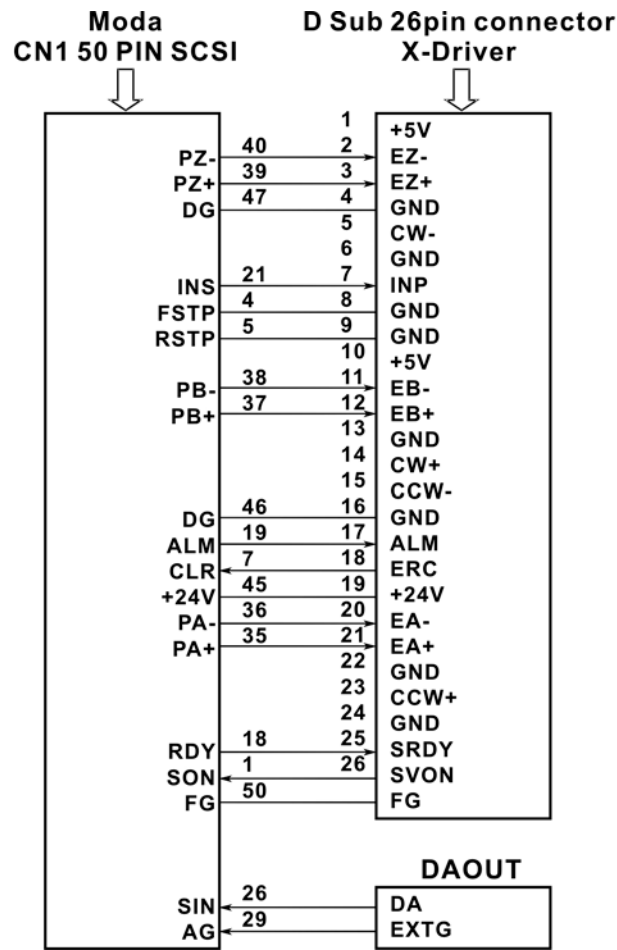 Moda D Sub 26pin connector
CN1 50 PIN SCSI X-Driver
1 +5V
PZ- 40 2 EZ-
PZ+ 39 3 EZ+
DG 47 4 GND
5 CW-
6 GND
INS 21 7 INP
FSTP 4 8 GND
RSTP 5 9 GND
10 +5V
PB- 38 11 EB-
PB+ 37 12 EB+
13 GND
14 CW+
15 CCW-
DG 46 16 GND
ALM 19 17 ALM
CLR 7 18 ERC
+24V 45 19 +24V
PA- 36 20 EA-
PA+ 35 21 EA+
22 GND
23 CCW+
24 GND
RDY 18 25 SRDY
SON 1 26 SVON
FG 50 FG
DAOUT
SIN 26 DA
AG 29 EXTG